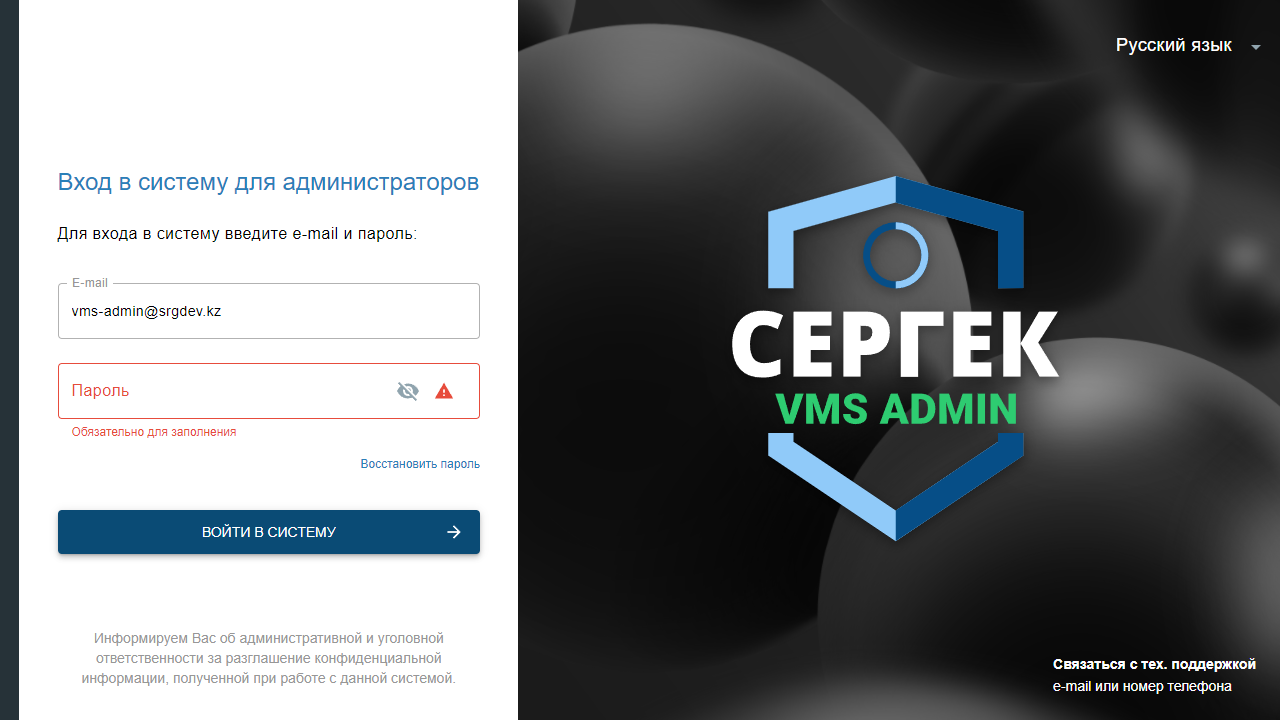 Русский язык
Вход в систему для администраторов
Для входа в систему введите e-mail и пароль:
E-mail
vms-admin@srgdev.kz
Пароль
Обязательно для заполнения
Восстановить пароль
ВОЙТИ В СИСТЕМУ
Информируем Вас об административной и уголовной
ответственности за разглашение конфиденциальной
информации, полученной при работе с данной системой.
СЕРГЕК
VMS ADMIN
Связаться с тех. поддержкой
e-mail или номер телефона